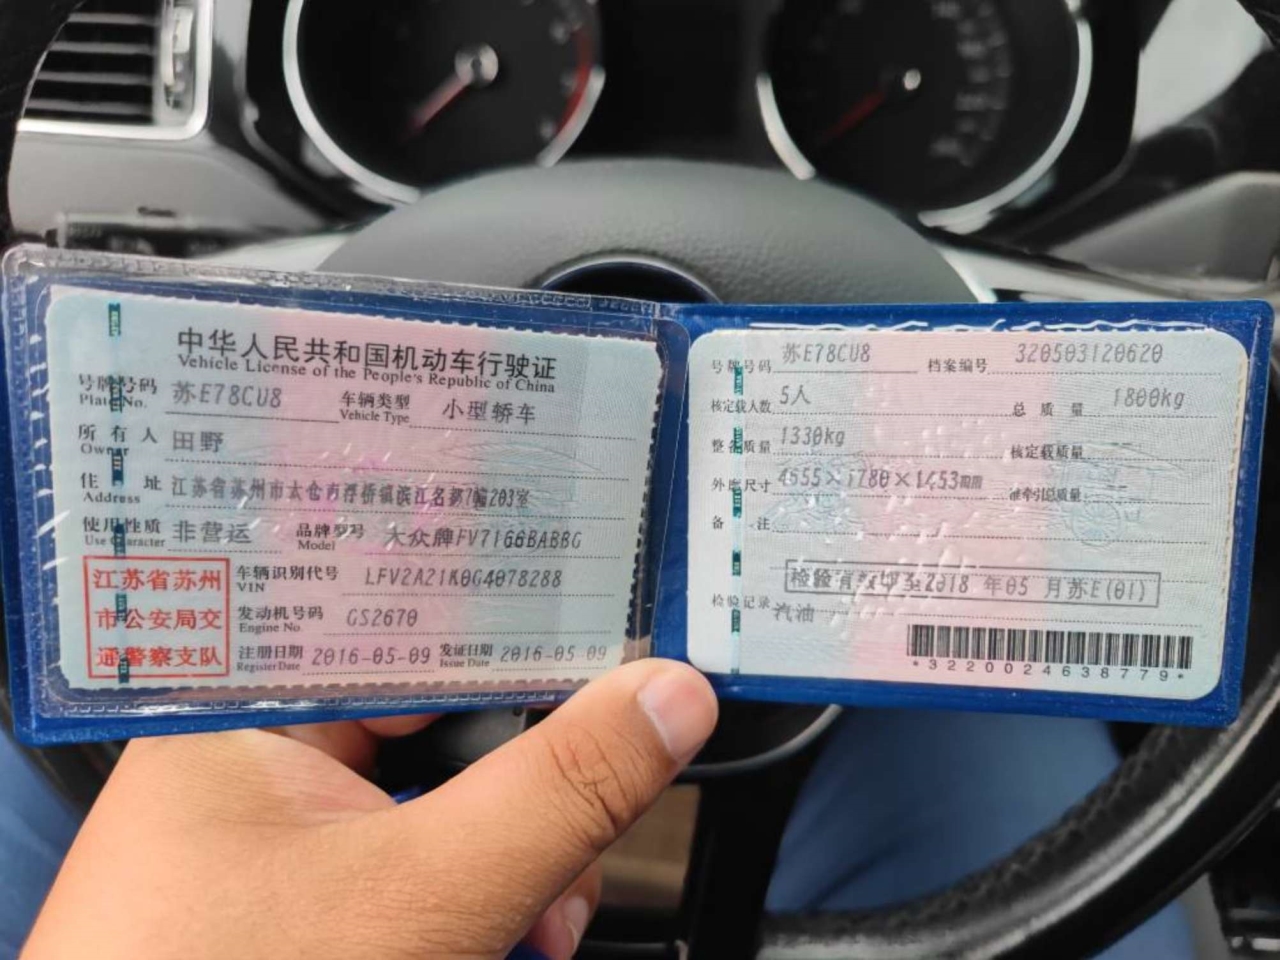 中华人民共和国机动车行驶证
Vehicle License of the People's Republic of China
号牌号码 苏E78CU8 车辆类型 小型轿车
Plate No. Vehicle Type
所有人 田野
Owner
住址 江苏省苏州市太仓市浮桥镇滨江名都7幢203室
Address
使用性质 非营运 品牌型号 大众牌FV7166BABBG
Use Character Model
江苏省苏州
市公安局交
通警察支队
车辆识别代号 LFV2A21K0G4078288
VIN
发动机号码 GS2670
Engine No.
注册日期 2016-05-09 发证日期 2016-05-09
Register Date Issue Date
号牌号码 苏E78CU8 档案编号 320503120620
核定载人数 5人 总质量 1800kg
整备质量 1330kg 核定载质量
外廓尺寸 4655×1780×1453mm 准牵引总质量
备注
检验有效期至2018年05月苏E(01)
检验记录
汽油
*3220024638779*